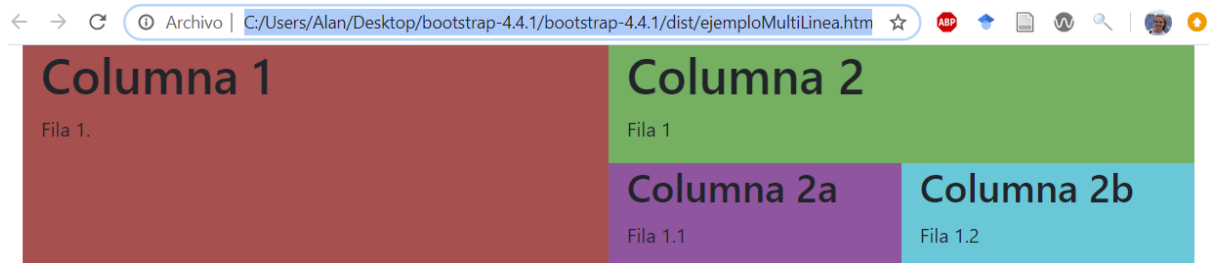 Archivo | C:/Users/Alan/Desktop/bootstrap-4.4.1/bootstrap-4.4.1/dist/ejemploMultiLinea.htm
ABP
Columna 1
Fila 1.
Columna 2
Fila 1
Columna 2a
Fila 1.1
Columna 2b
Fila 1.2